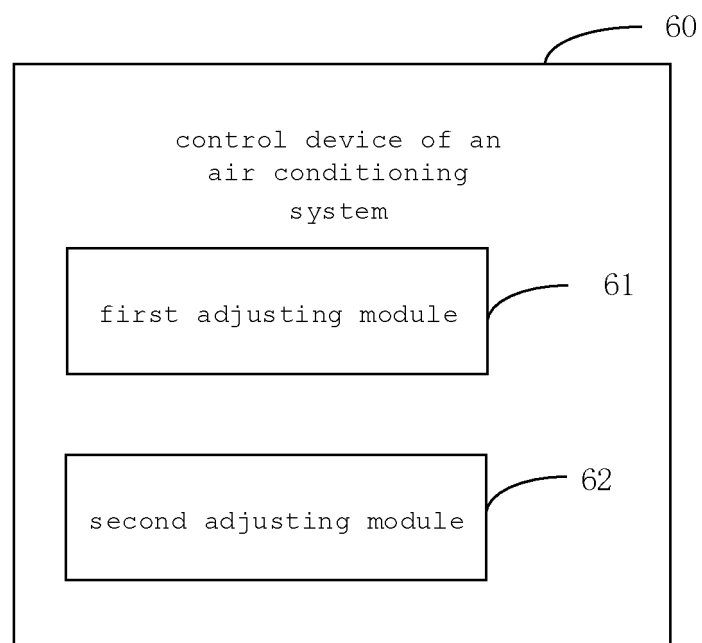 60
control device of an
air conditioning
system
61
first adjusting module
62
second adjusting module